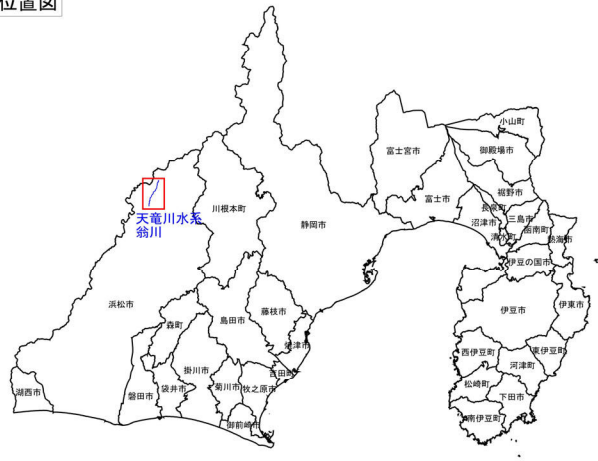 位置図
小山町
御殿場市
富士宮市
裾野市
富士市
長泉町
沼津市
三島市
清水町
函南町
熱海市
伊豆の国市
天竜川水系
翁川
川根本町
静岡市
浜松市
伊豆市
伊東市
藤枝市
島田市
森町
焼津市
西伊豆町
東伊豆町
河津町
掛川市
吉田町
湖西市
磐田市
袋井市
菊川市
牧之原市
松崎町
下田市
御前崎市
南伊豆町